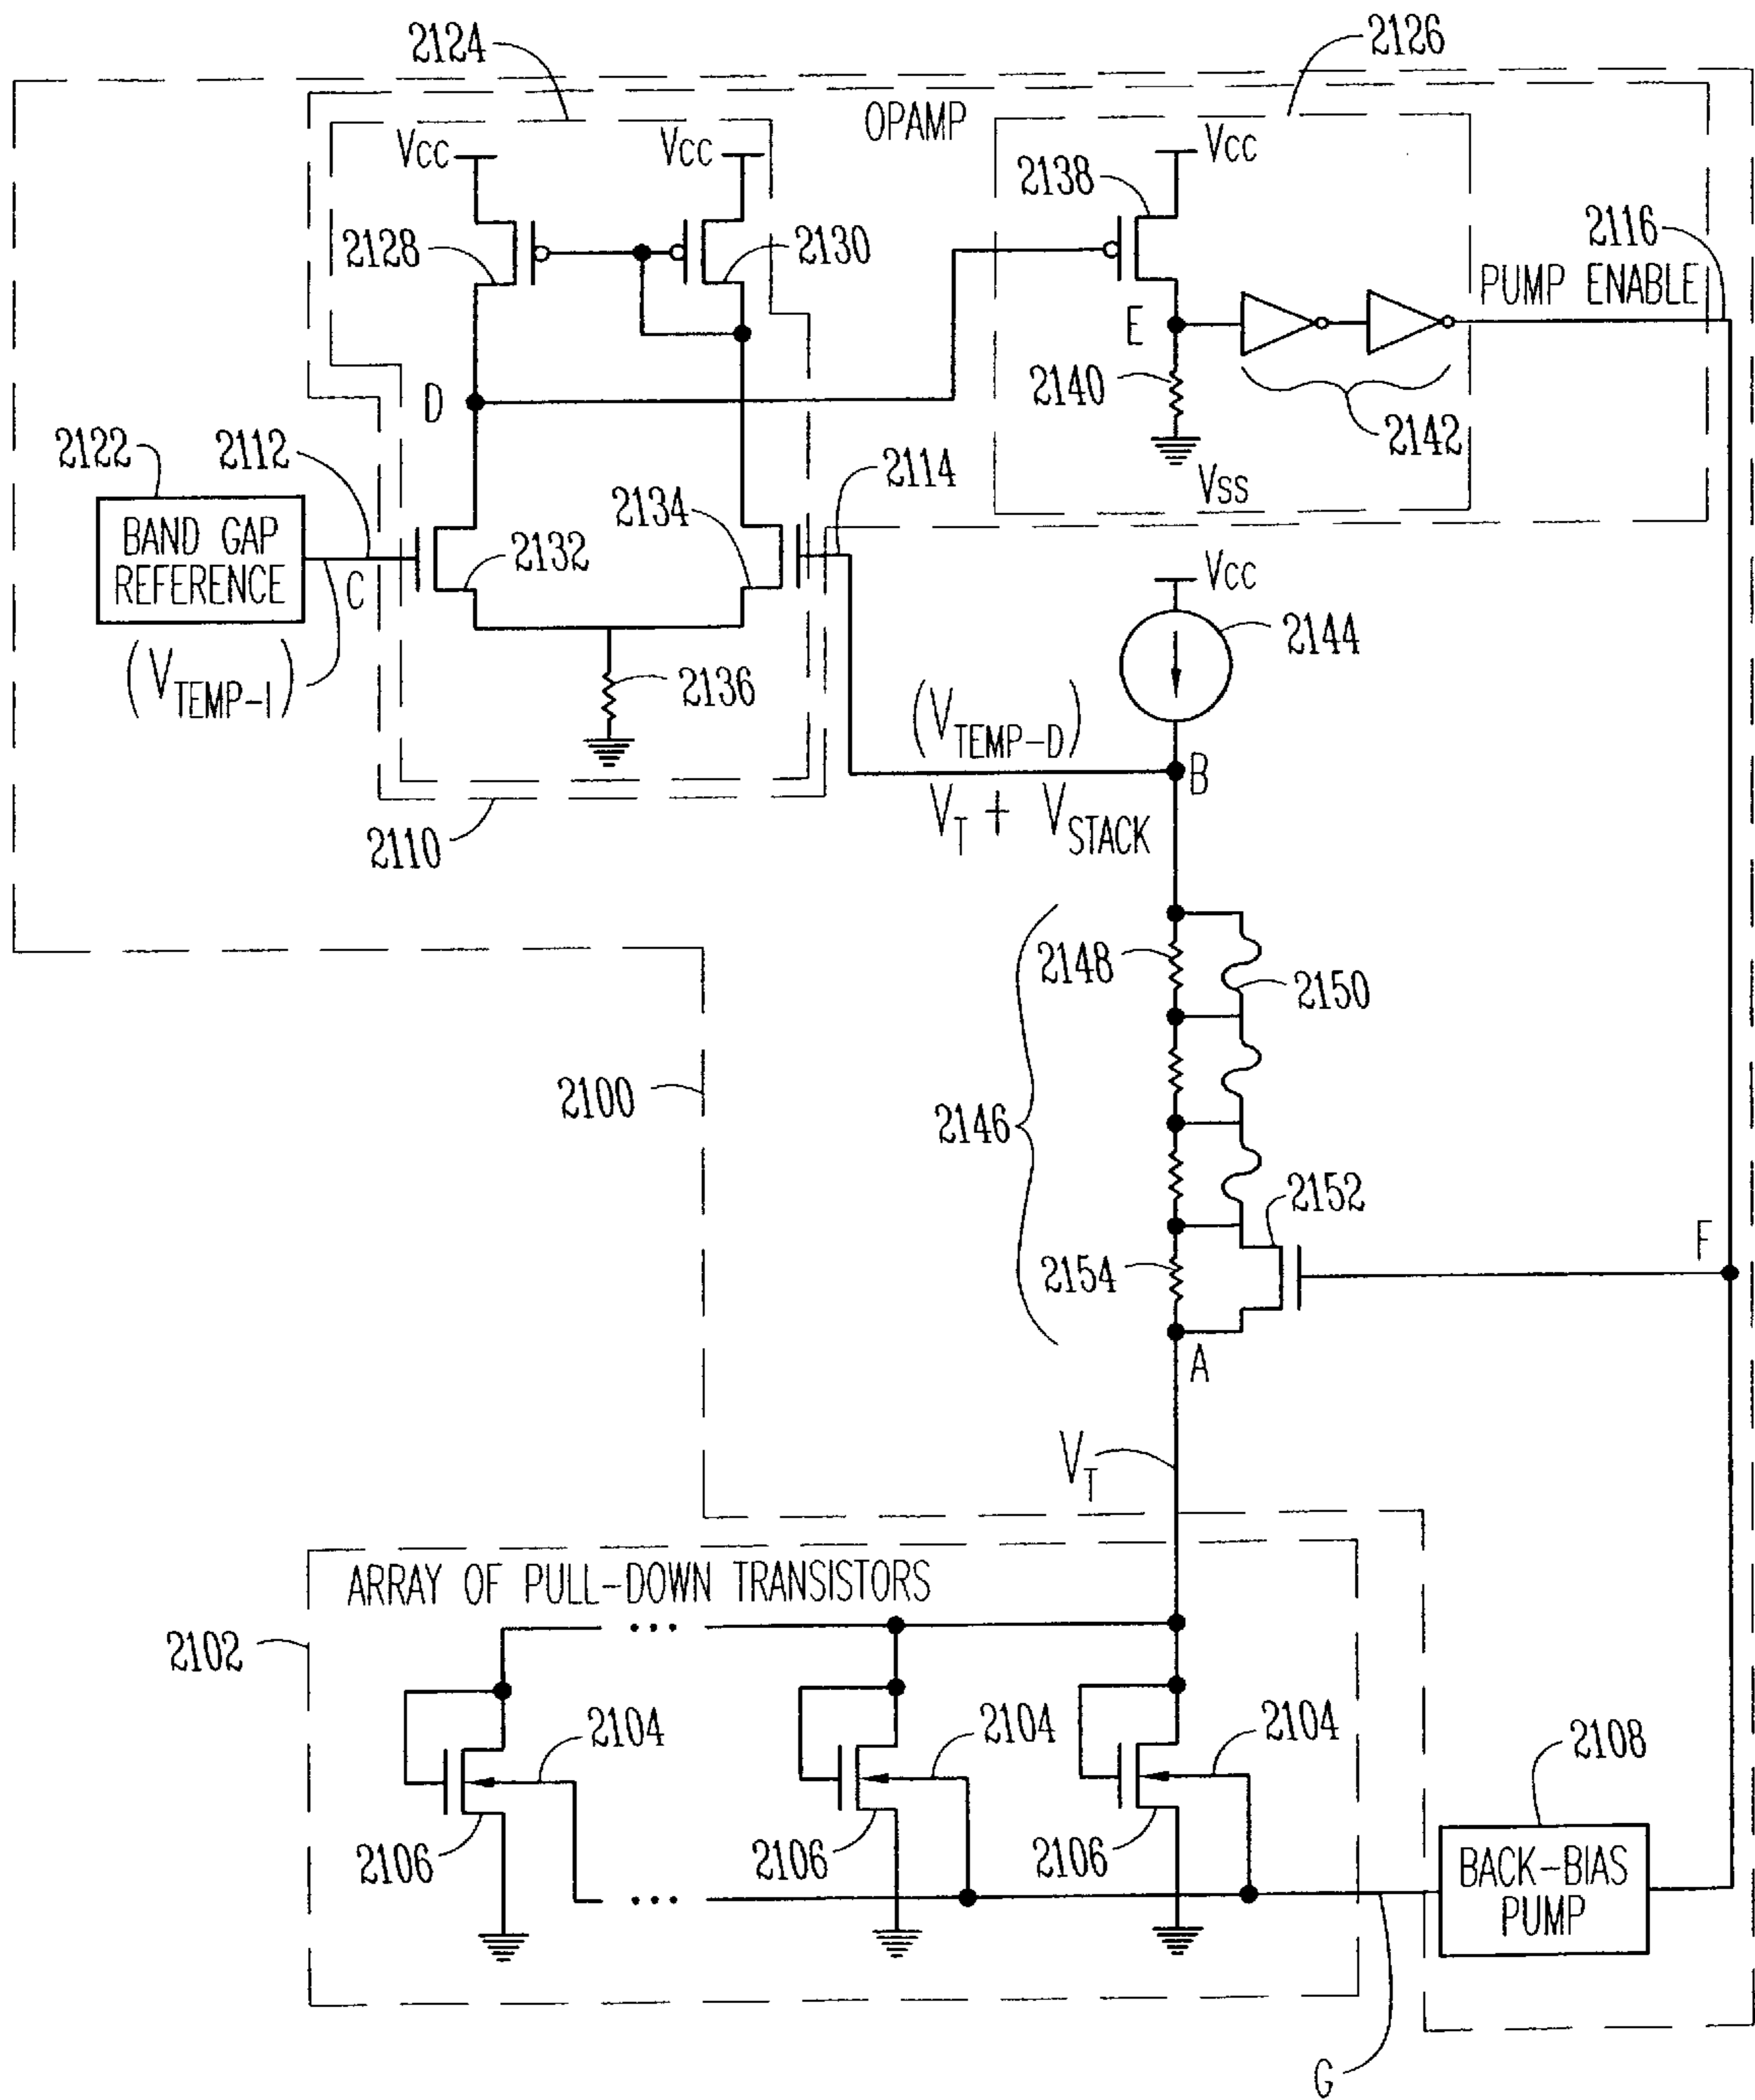 2124
2126
OPAMP
VCC
VCC
VCC
2138
2116
2128
2130
PUMP ENABLE
E
D
2140
2142
2122
2112
2114
VSS
2134
BAND GAP
REFERENCE
C
2132
VCC
2144
(VTEMP-I)
2136
(VTEMP-D)
B
VT + VSTACK
2110
2148
2150
2100
2146
2152
F
2154
A
VT
ARRAY OF PULL-DOWN TRANSISTORS
2102
...
2104
2104
2104
2108
2106
2106
2106
BACK-BIAS
PUMP
...
G